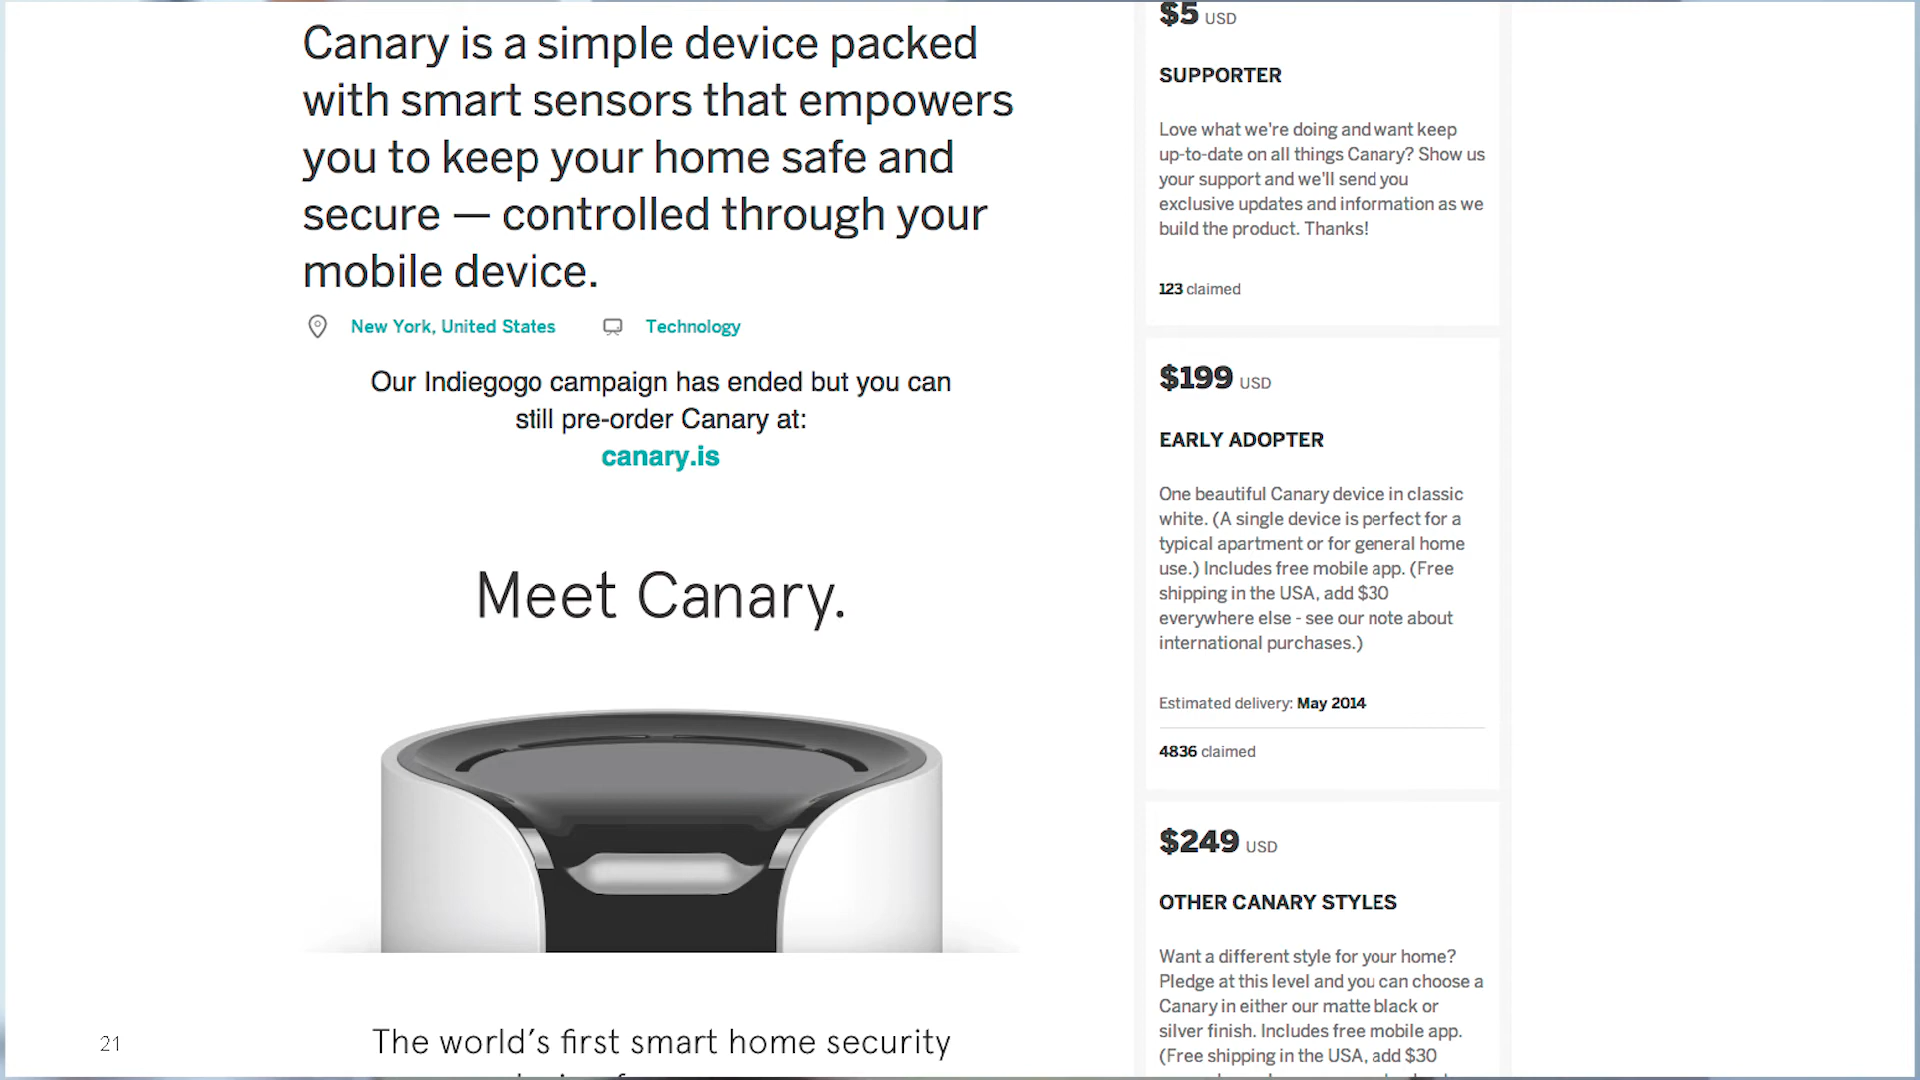 Canary is a simple device packed
with smart sensors that empowers
you to keep your home safe and
secure — controlled through your
mobile device.
New York, United States
Technology
Our Indiegogo campaign has ended but you can
still pre-order Canary at:
canary.is
Meet Canary.
The world's first smart home security
21
$5 USD
SUPPORTER
Love what we're doing and want keep
up-to-date on all things Canary? Show us
your support and we'll send you
exclusive updates and information as we
build the product. Thanks!
123 claimed
$199 USD
EARLY ADOPTER
One beautiful Canary device in classic
white. (A single device is perfect for a
typical apartment or for general home
use.) Includes free mobile app. (Free
shipping in the USA, add $30
everywhere else - see our note about
international purchases.)
Estimated delivery: May 2014
4836 claimed
$249 USD
OTHER CANARY STYLES
Want a different style for your home?
Pledge at this level and you can choose a
Canary in either our matte black or
silver finish. Includes free mobile app.
(Free shipping in the USA, add $30